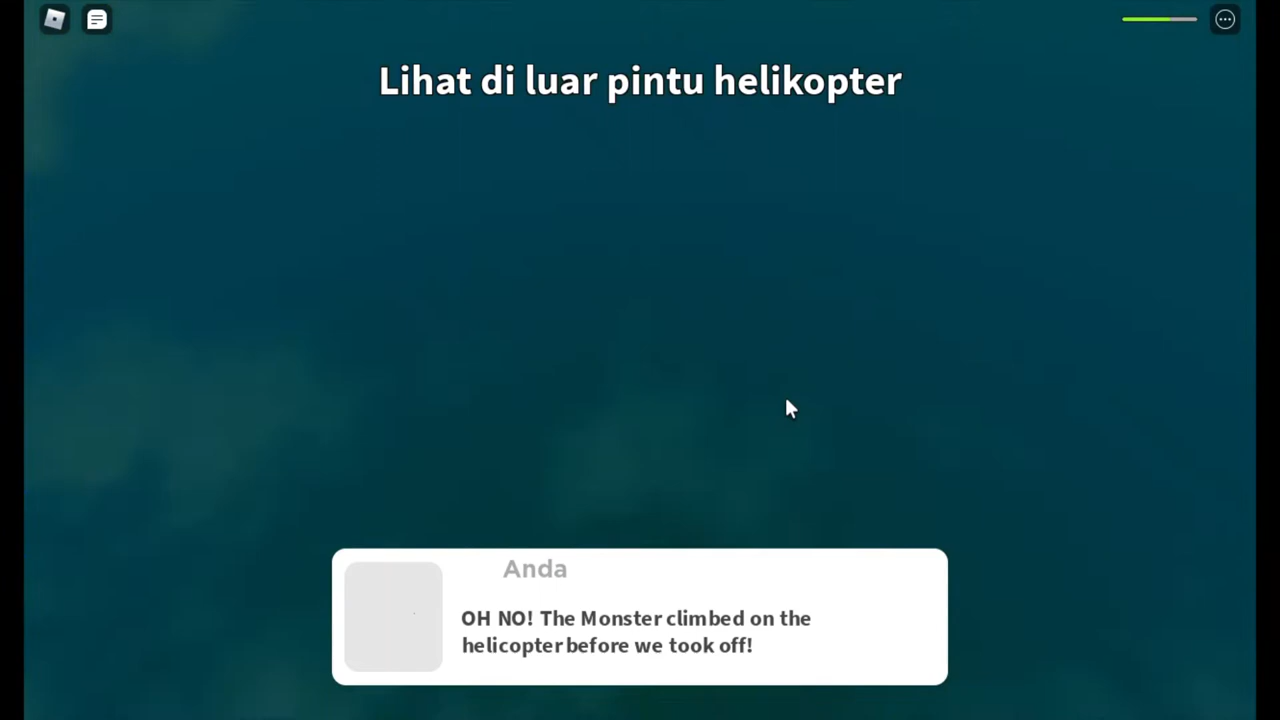 Lihat di luar pintu helikopter
Anda
OH NO! The Monster climbed on the
helicopter before we took off!